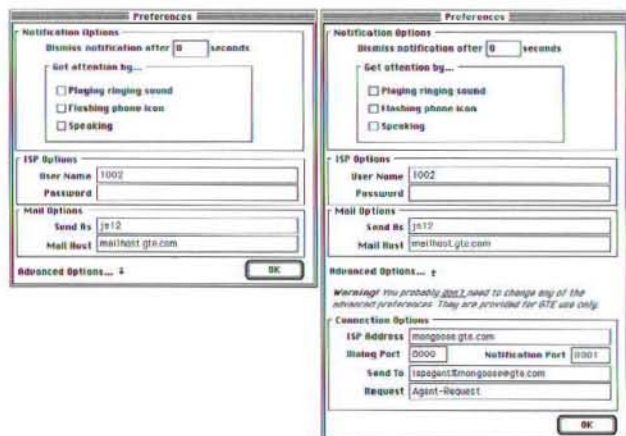 Preferences
Notification Options
Dismiss notification after 0 seconds
Get attention by...
Playing ringing sound
Flashing phone icon
Speaking
ISP Options
User Name 1002
Password
Mail Options
Send As js12
Mail Host mailhost.gte.com
Advanced Options...
OK
Preferences
Notification Options
Dismiss notification after 0 seconds
Get attention by...
Playing ringing sound
Flashing phone icon
Speaking
ISP Options
User Name 1002
Password
Mail Options
Send As js12
Mail Host mailhost.gte.com
Advanced Options...
Warning! You probably don't need to change any of the
advanced preferences. They are provided for GTE use only.
Connection Options
ISP Address mongoose.gte.com
Dialog Port 8000 Notification Port 8001
Send To ispagent%mongoose@gte.com
Request Agent-Request
OK